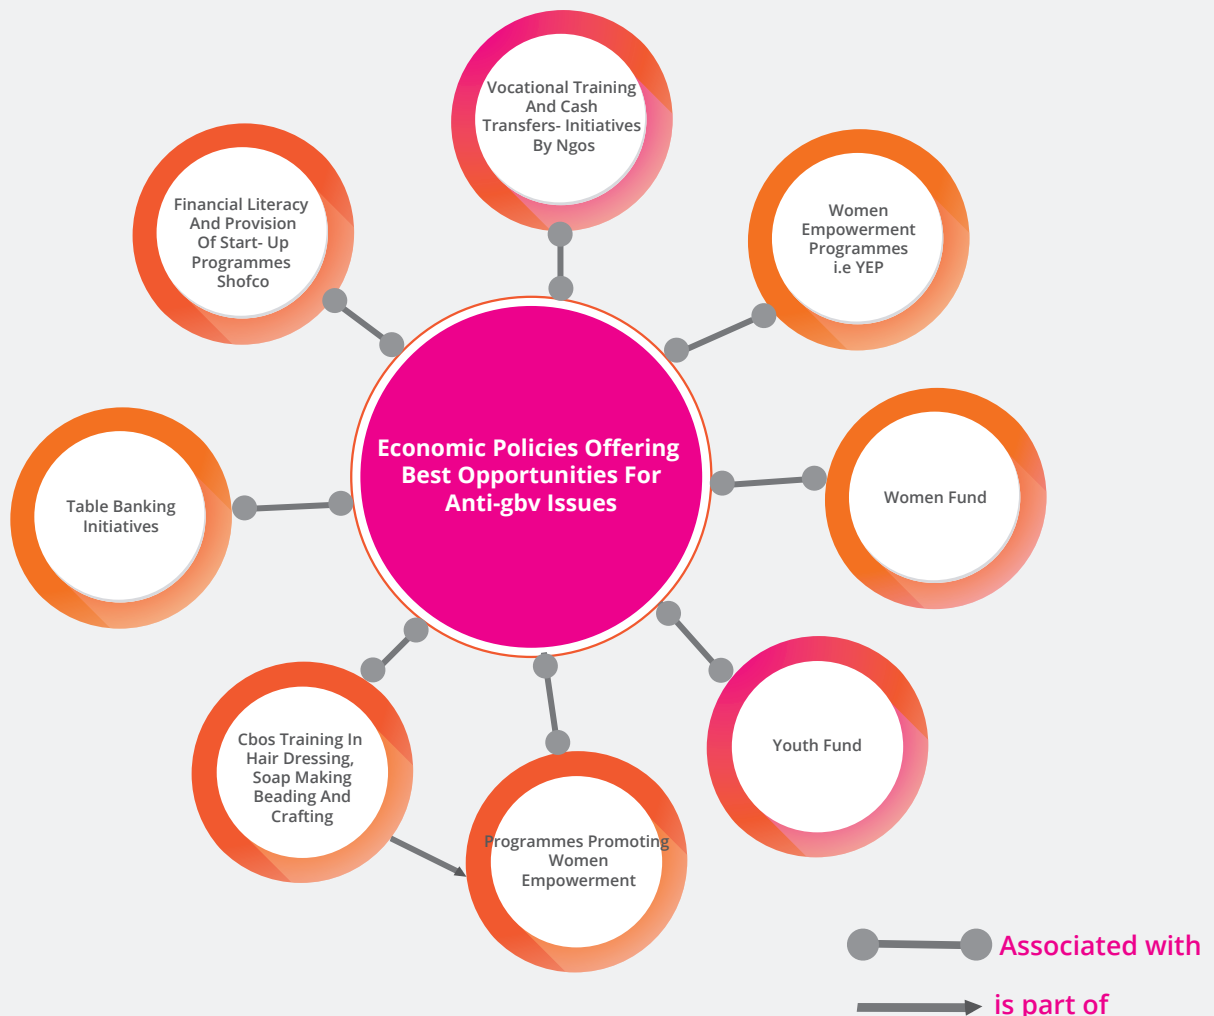 Vocational Training
And Cash
Transfers- Initiatives
By Ngos
Financial Literacy
And Provision
Of Start- Up
Programmes
Shofco
Women
Empowerment
Programmes
i.e YEP
Economic Policies Offering
Best Opportunities For
Anti-gbv Issues
Table Banking
Initiatives
Women Fund
Cbos Training In
Hair Dressing,
Soap Making
Beading And
Crafting
Programmes Promoting
Women
Empowerment
Youth Fund
Associated with
is part of